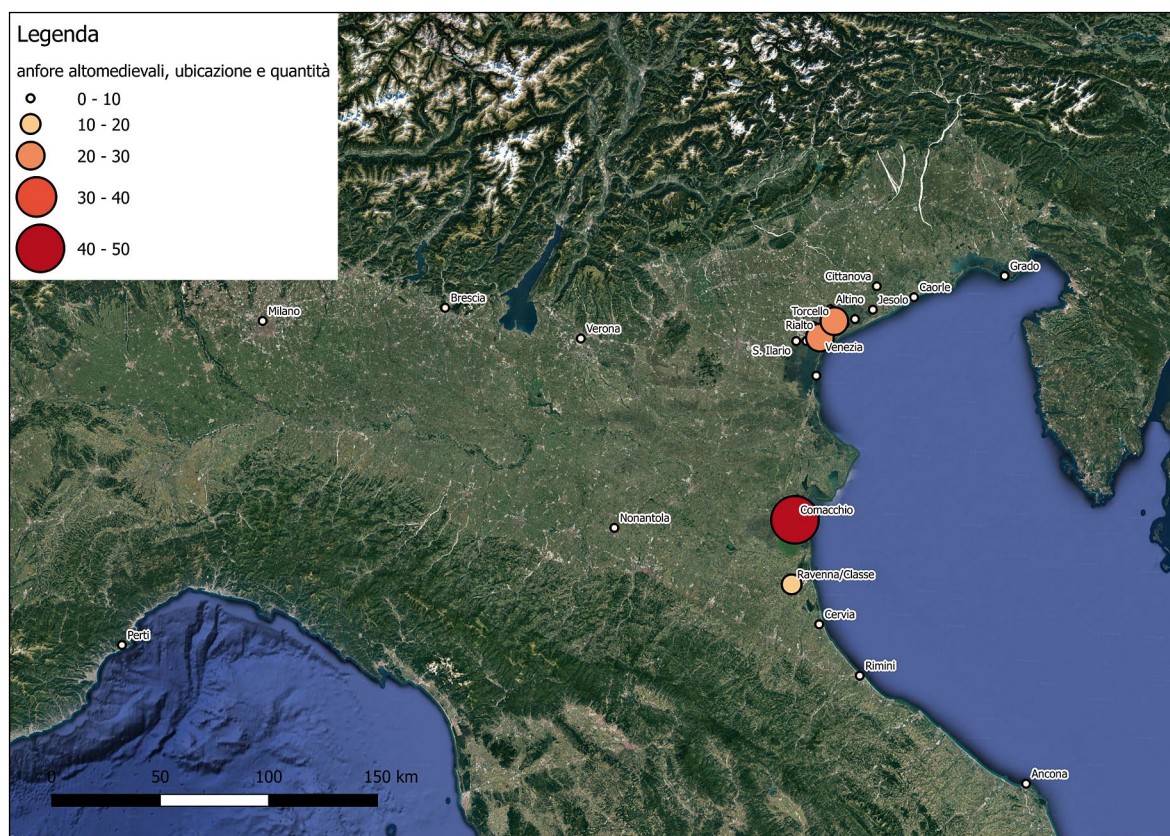 Legenda
anfore altomedievali, ubicazione e quantità
0 - 10
10 - 20
20 - 30
30 - 40
40 - 50
Grado
Cittanova
Caorle
Altino
Jesolo
Brescia
Torcello
Milano
Rialto
Verona
Venezia
S. Ilario
Comacchio
Nonantola
Ravenna/Classe
Cervia
Perti
Rimini
Ancona
0 50 100 150 km